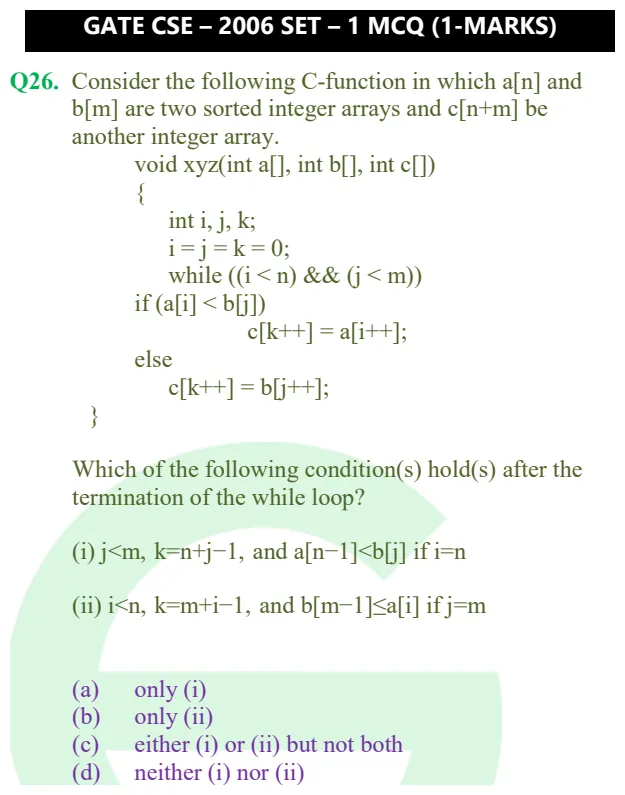 GATE CSE – 2006 SET – 1 MCQ (1-MARKS)
Q26. Consider the following C-function in which a[n] and
b[m] are two sorted integer arrays and c[n+m] be
another integer array.
void xyz(int a[], int b[], int c[])
{
int i, j, k;
i = j = k = 0;
while ((i < n) && (j < m))
if (a[i] < b[j])
c[k++] = a[i++];
else
c[k++] = b[j++];
}
Which of the following condition(s) hold(s) after the
termination of the while loop?
(i) j<m, k=n+j−1, and a[n−1]<b[j] if i=n
(ii) i<n, k=m+i−1, and b[m−1]≤a[i] if j=m
(a) only (i)
(b) only (ii)
(c) either (i) or (ii) but not both
(d) neither (i) nor (ii)